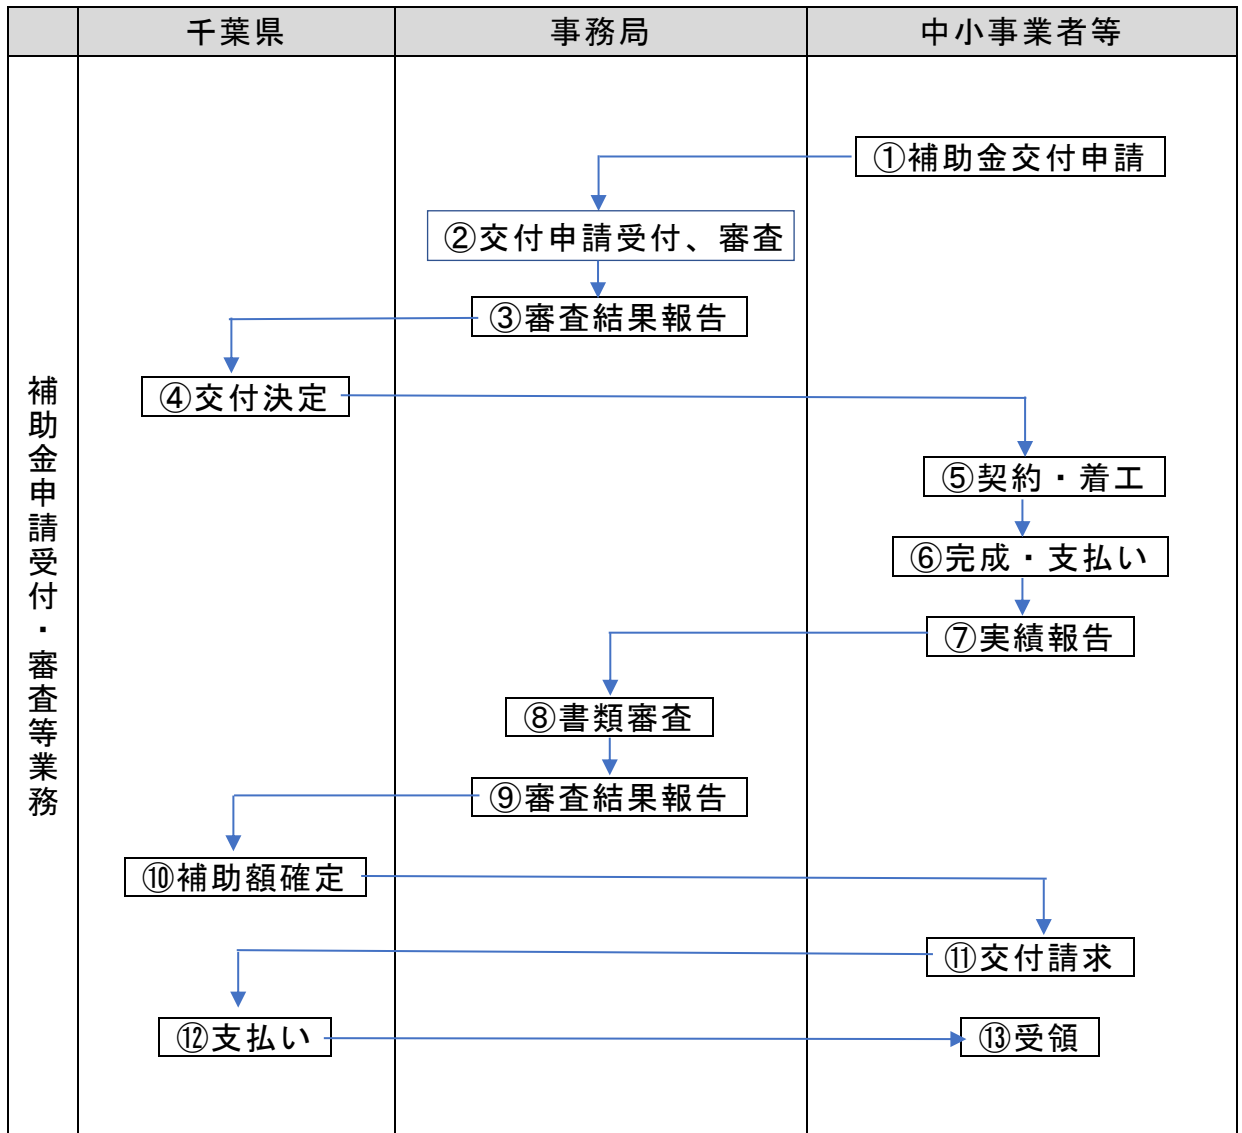 千葉県
事務局
中小事業者等
補助金申請受付・審査等業務
①補助金交付申請
②交付申請受付、審査
③審査結果報告
④交付決定
⑤契約・着工
⑥完成・支払い
⑦実績報告
⑧書類審査
⑨審査結果報告
⑩補助額確定
⑪交付請求
⑫支払い
⑬受領